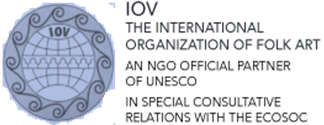 IOV
IOV
THE INTERNATIONAL
ORGANIZATION OF FOLK ART
AN NGO OFFICIAL PARTNER
OF UNESCO
IN SPECIAL CONSULTATIVE
RELATIONS WITH THE ECOSOC